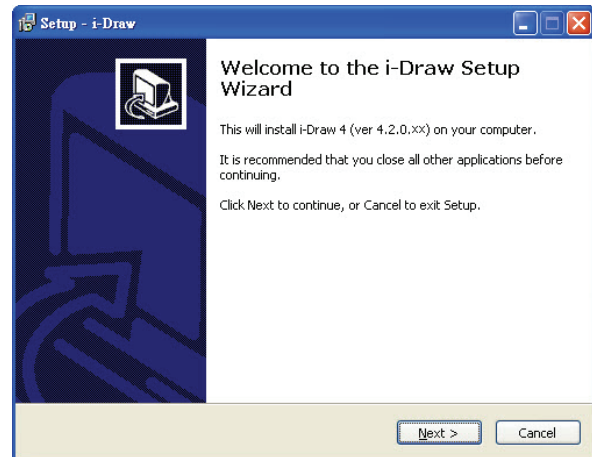 Setup - i-Draw
Welcome to the i-Draw Setup
Wizard
This will install i-Draw 4 (ver 4.2.0.xx) on your computer.
It is recommended that you close all other applications before
continuing.
Click Next to continue, or Cancel to exit Setup.
Next >
Cancel